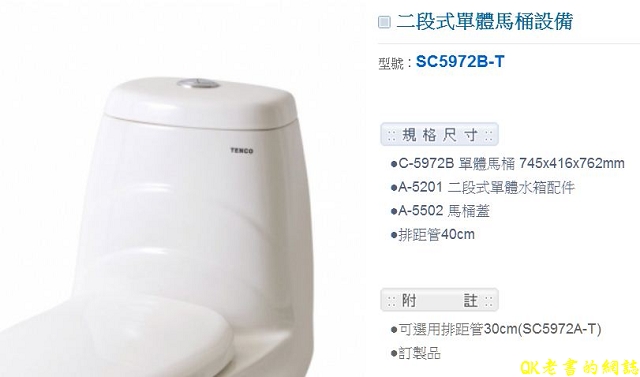 二段式單體馬桶設備
型號：SC5972B-T
TENCO
:: 規格尺寸 ::
●C-5972B 單體馬桶 745x416x762mm
●A-5201 二段式單體水箱配件
●A-5502 馬桶蓋
●排距管40cm
:: 附 註 ::
●可選用排距管30cm(SC5972A-T)
●訂製品
QK老書的網誌